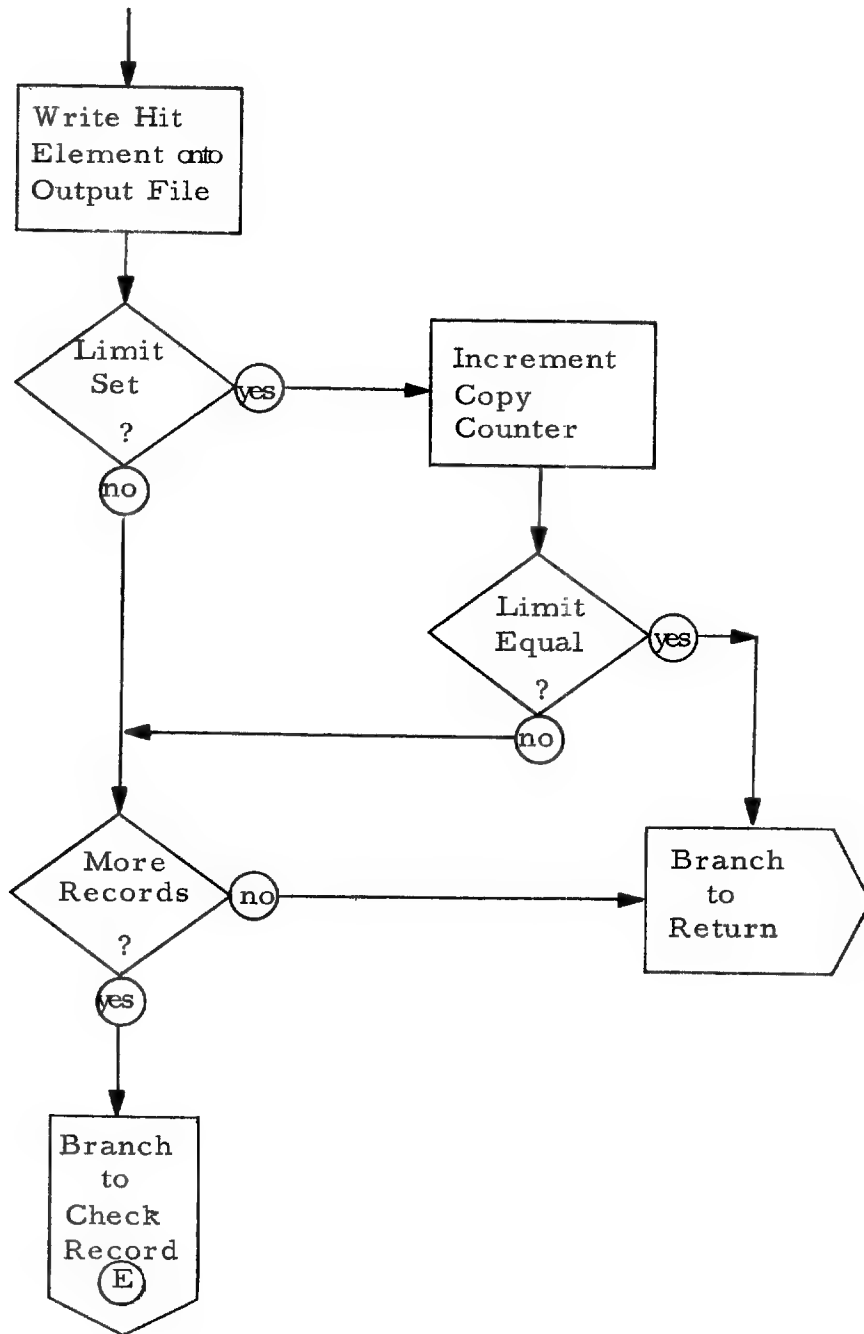 Write Hit
Element onto
Output File
Limit
Set
?
yes
no
Increment
Copy
Counter
Limit
Equal
?
yes
no
More
Records
?
no
yes
Branch
to
Return
Branch
to
Check
Record
E